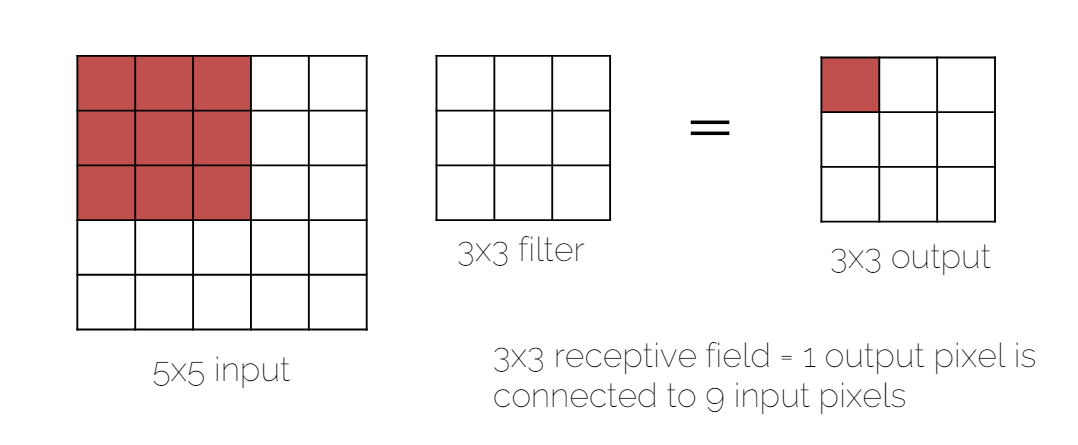 =
3x3 filter
3x3 output
5x5 input
3x3 receptive field = 1 output pixel is
connected to 9 input pixels